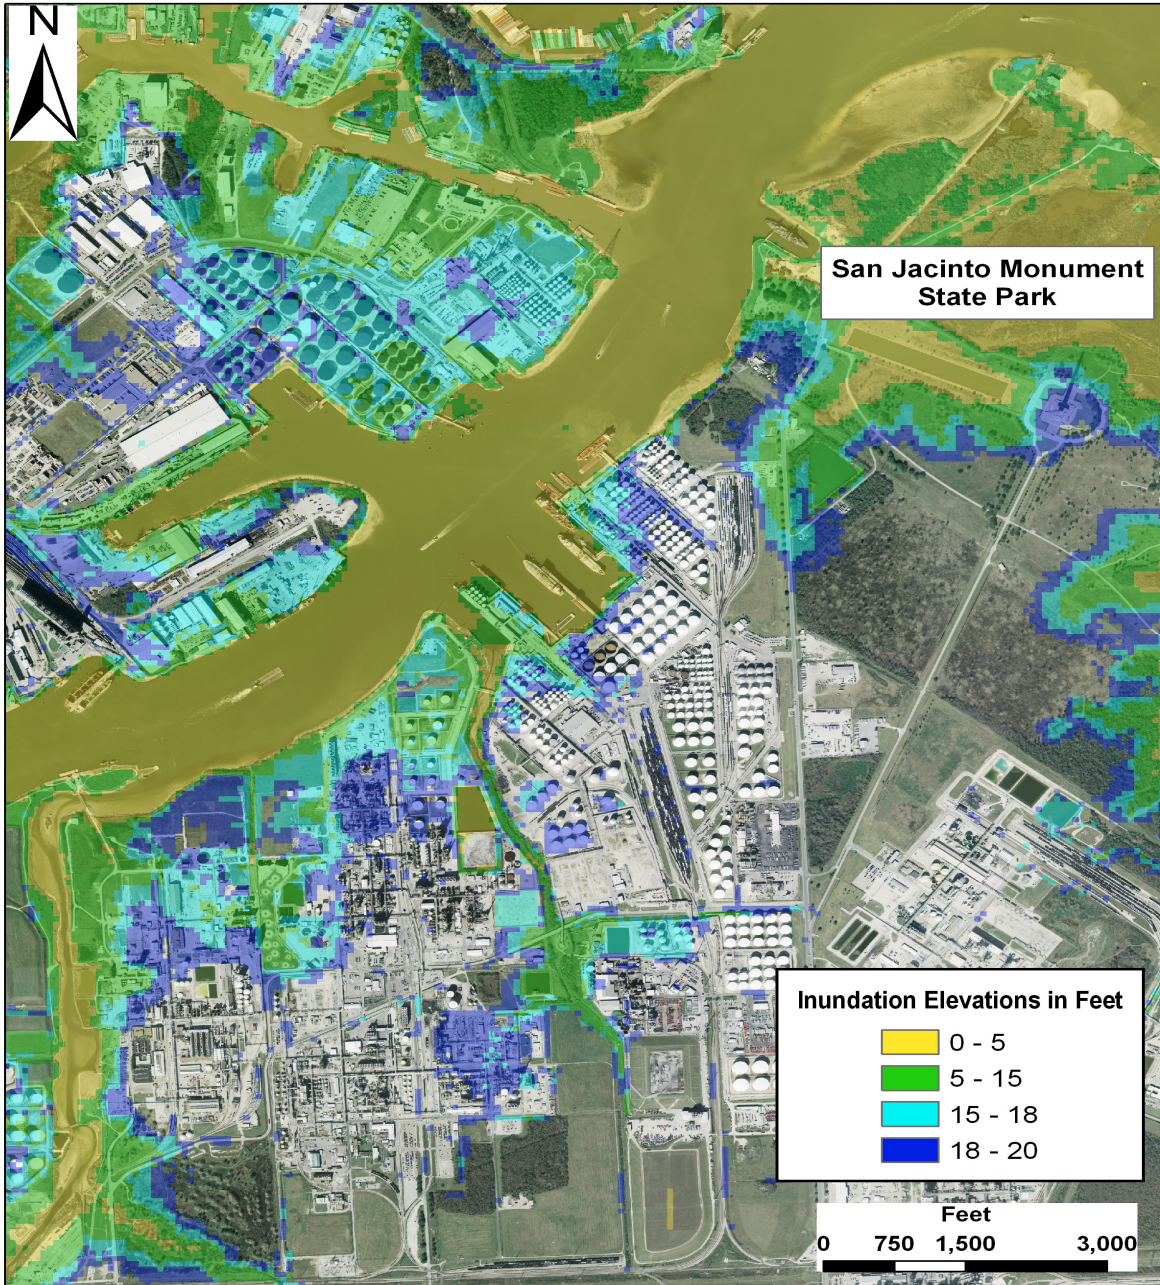 N
San Jacinto Monument
State Park
Inundation Elevations in Feet
0 - 5
5 - 15
15 - 18
18 - 20
Feet
0 750 1,500 3,000